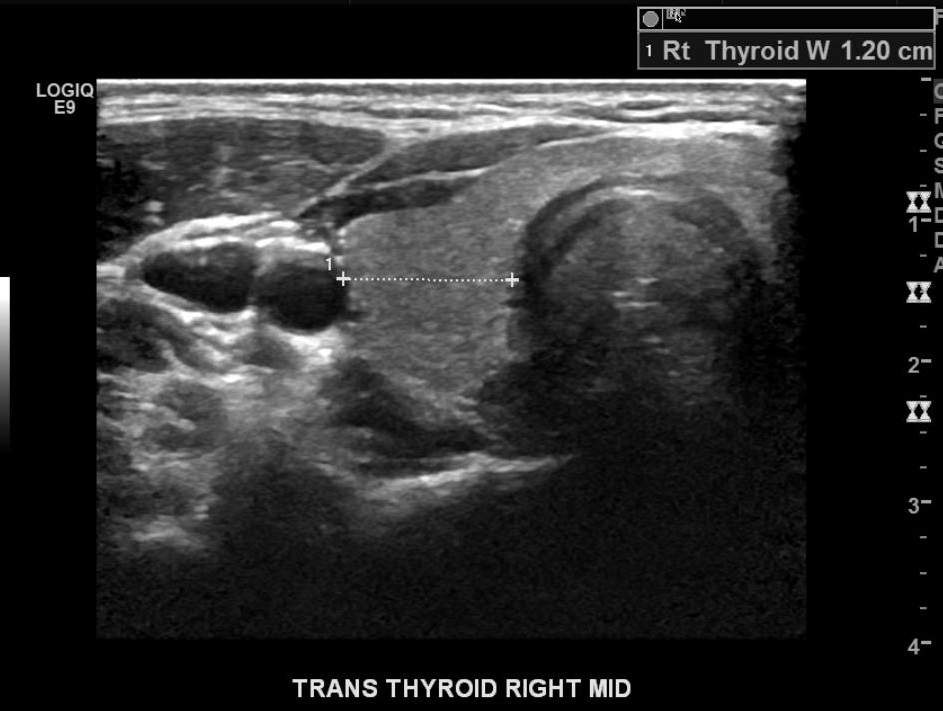 1 Rt Thyroid W 1.20 cm
LOGIQ
E9
1
1
2
3
4
TRANS THYROID RIGHT MID